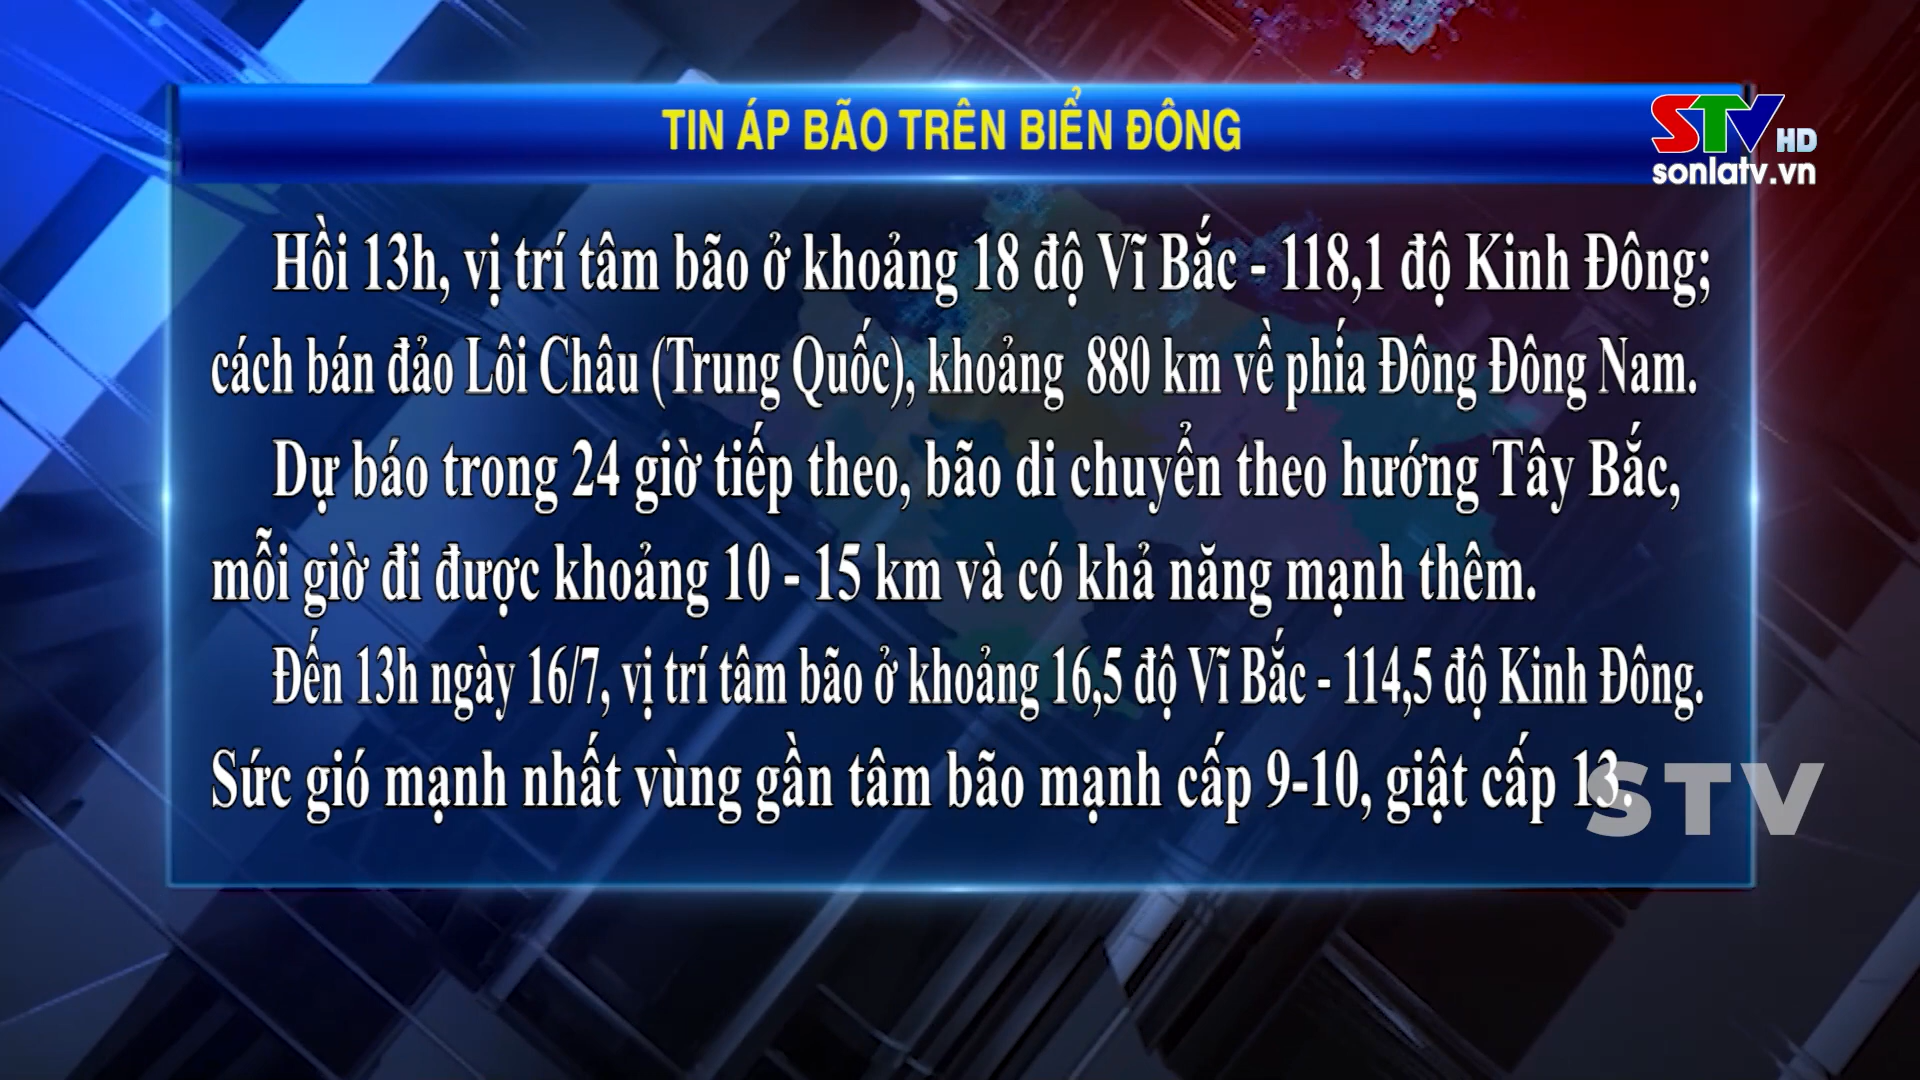 TIN ÁP BÃO TRÊN BIỂN ĐÔNG
STV HD
sonlatv.vn
Hồi 13h, vị trí tâm bão ở khoảng 18 độ Vĩ Bắc - 118,1 độ Kinh Đông;
cách bán đảo Lôi Châu (Trung Quốc), khoảng 880 km về phía Đông Đông Nam.
Dự báo trong 24 giờ tiếp theo, bão di chuyển theo hướng Tây Bắc,
mỗi giờ đi được khoảng 10 - 15 km và có khả năng mạnh thêm.
Đến 13h ngày 16/7, vị trí tâm bão ở khoảng 16,5 độ Vĩ Bắc - 114,5 độ Kinh Đông.
Sức gió mạnh nhất vùng gần tâm bão mạnh cấp 9-10, giật cấp 13.
STV